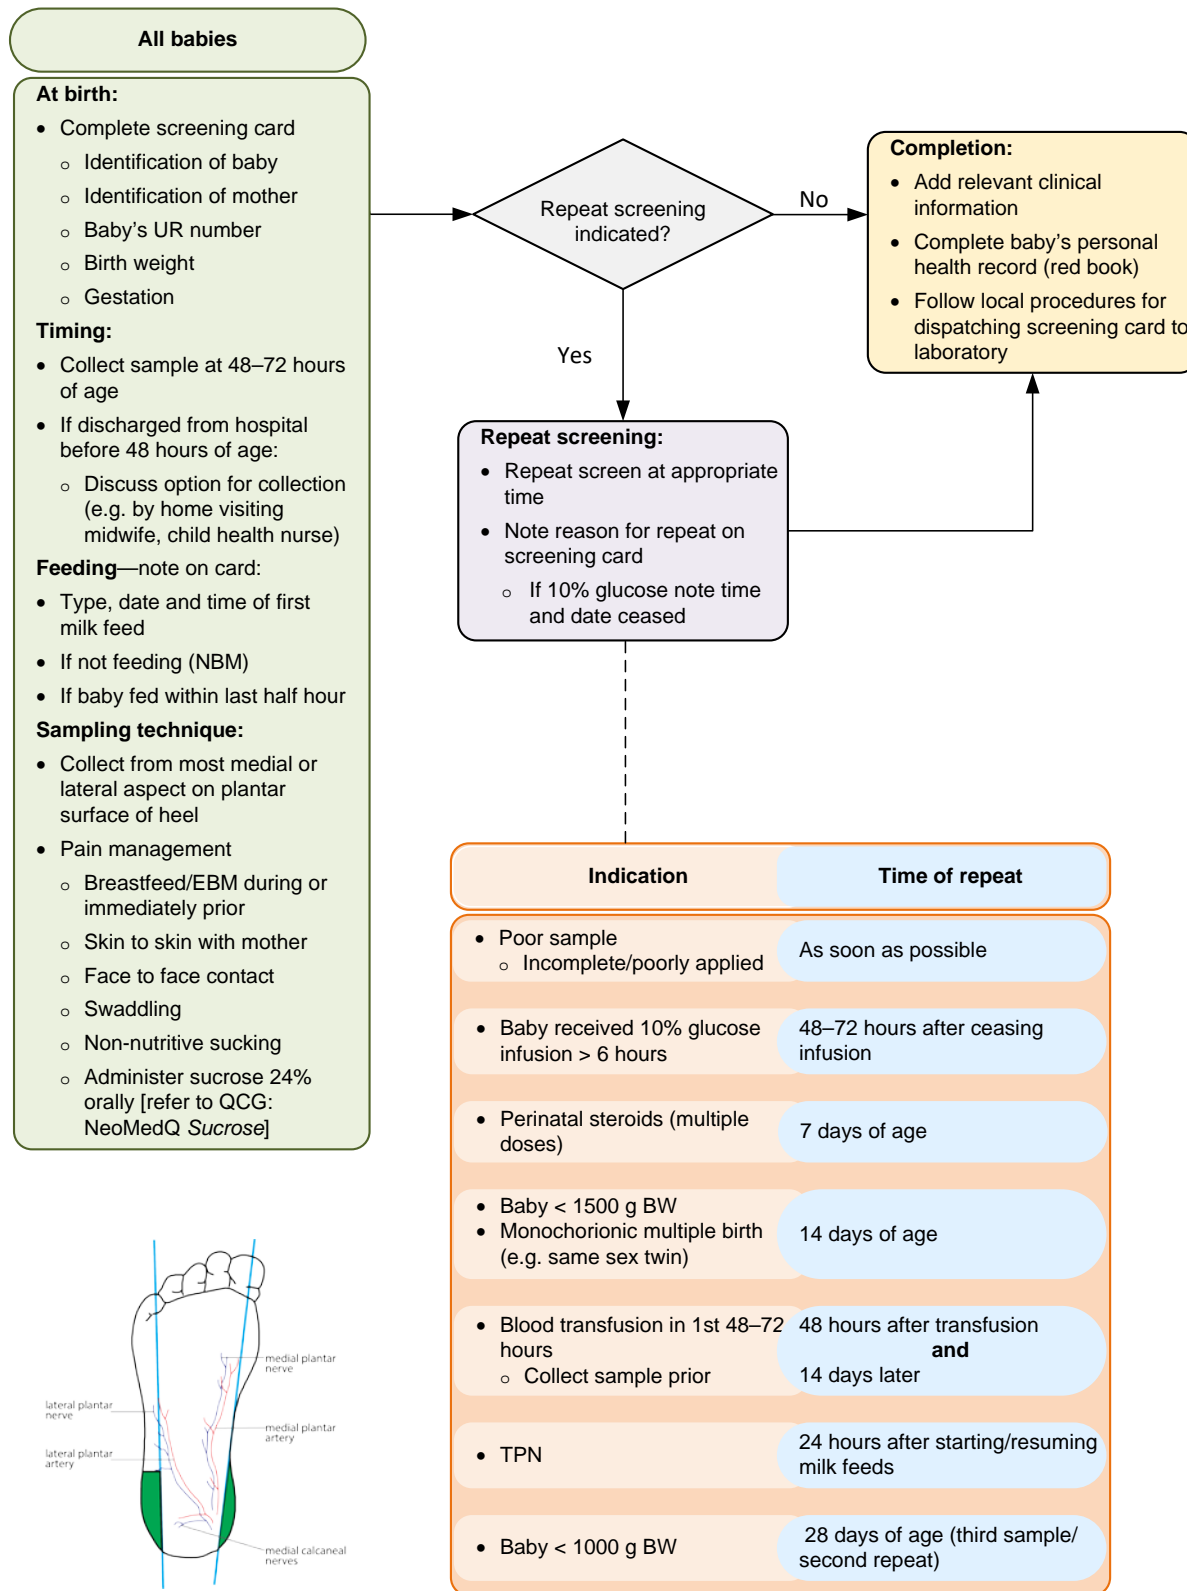 All babies
At birth:
• Complete screening card
o Identification of baby
o Identification of mother
o Baby's UR number
o Birth weight
o Gestation
Timing:
• Collect sample at 48–72 hours
of age
• If discharged from hospital
before 48 hours of age:
o Discuss option for collection
(e.g. by home visiting
midwife, child health nurse)
Feeding—note on card:
• Type, date and time of first
milk feed
• If not feeding (NBM)
• If baby fed within last half hour
Sampling technique:
• Collect from most medial or
lateral aspect on plantar
surface of heel
• Pain management
o Breastfeed/EBM during or
immediately prior
o Skin to skin with mother
o Face to face contact
o Swaddling
o Non-nutritive sucking
o Administer sucrose 24%
orally [refer to QCG:
NeoMedQ Sucrose]
Repeat screening
indicated?
No
Yes
Completion:
• Add relevant clinical
information
• Complete baby's personal
health record (red book)
• Follow local procedures for
dispatching screening card to
laboratory
Repeat screening:
• Repeat screen at appropriate
time
• Note reason for repeat on
screening card
o If 10% glucose note time
and date ceased
Indication
Time of repeat
• Poor sample
o Incomplete/poorly applied
As soon as possible
• Baby received 10% glucose
infusion > 6 hours
48–72 hours after ceasing
infusion
• Perinatal steroids (multiple
doses)
7 days of age
• Baby < 1500 g BW
• Monochorionic multiple birth
(e.g. same sex twin)
14 days of age
• Blood transfusion in 1st 48–72
hours
o Collect sample prior
48 hours after transfusion
and
14 days later
• TPN
24 hours after starting/resuming
milk feeds
• Baby < 1000 g BW
28 days of age (third sample/
second repeat)
medial plantar
nerve
lateral plantar
nerve
medial plantar
artery
lateral plantar
artery
medial calcaneal
nerves